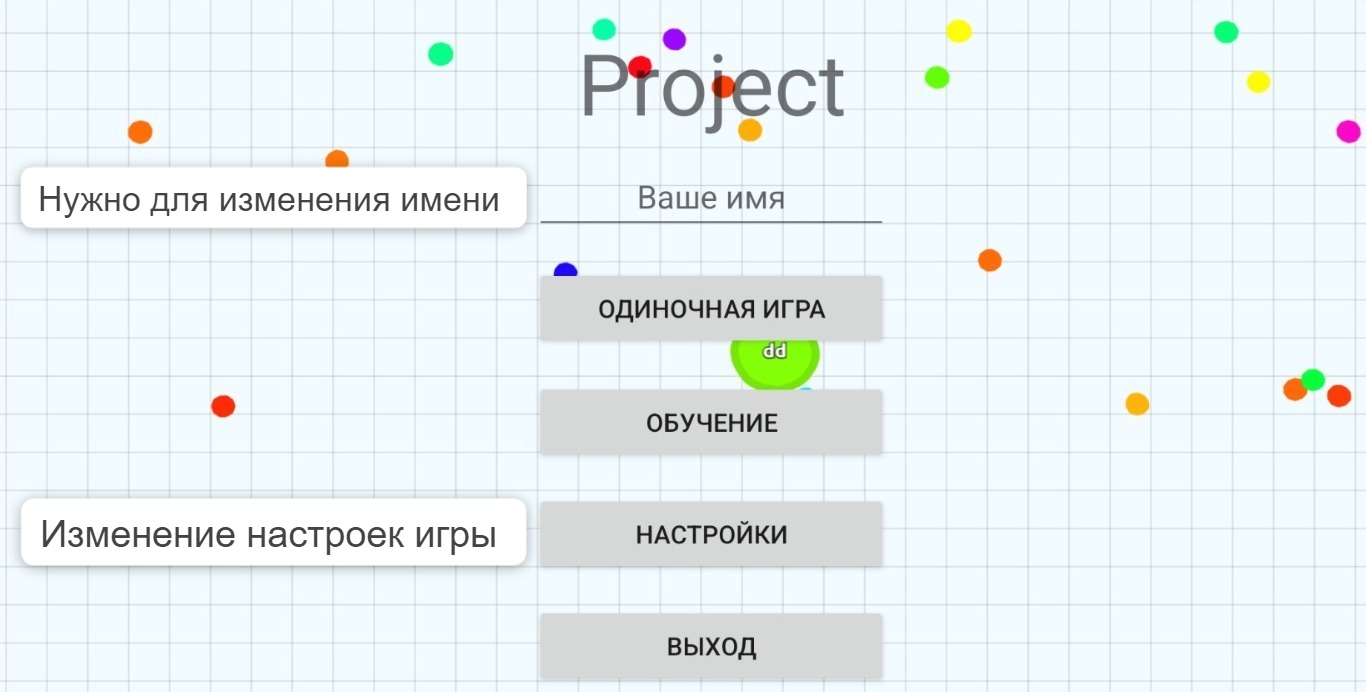 Project
Нужно для изменения имени
Ваше имя
ОДИНОЧНАЯ ИГРА
dd
ОБУЧЕНИЕ
Изменение настроек игры
НАСТРОЙКИ
ВЫХОД